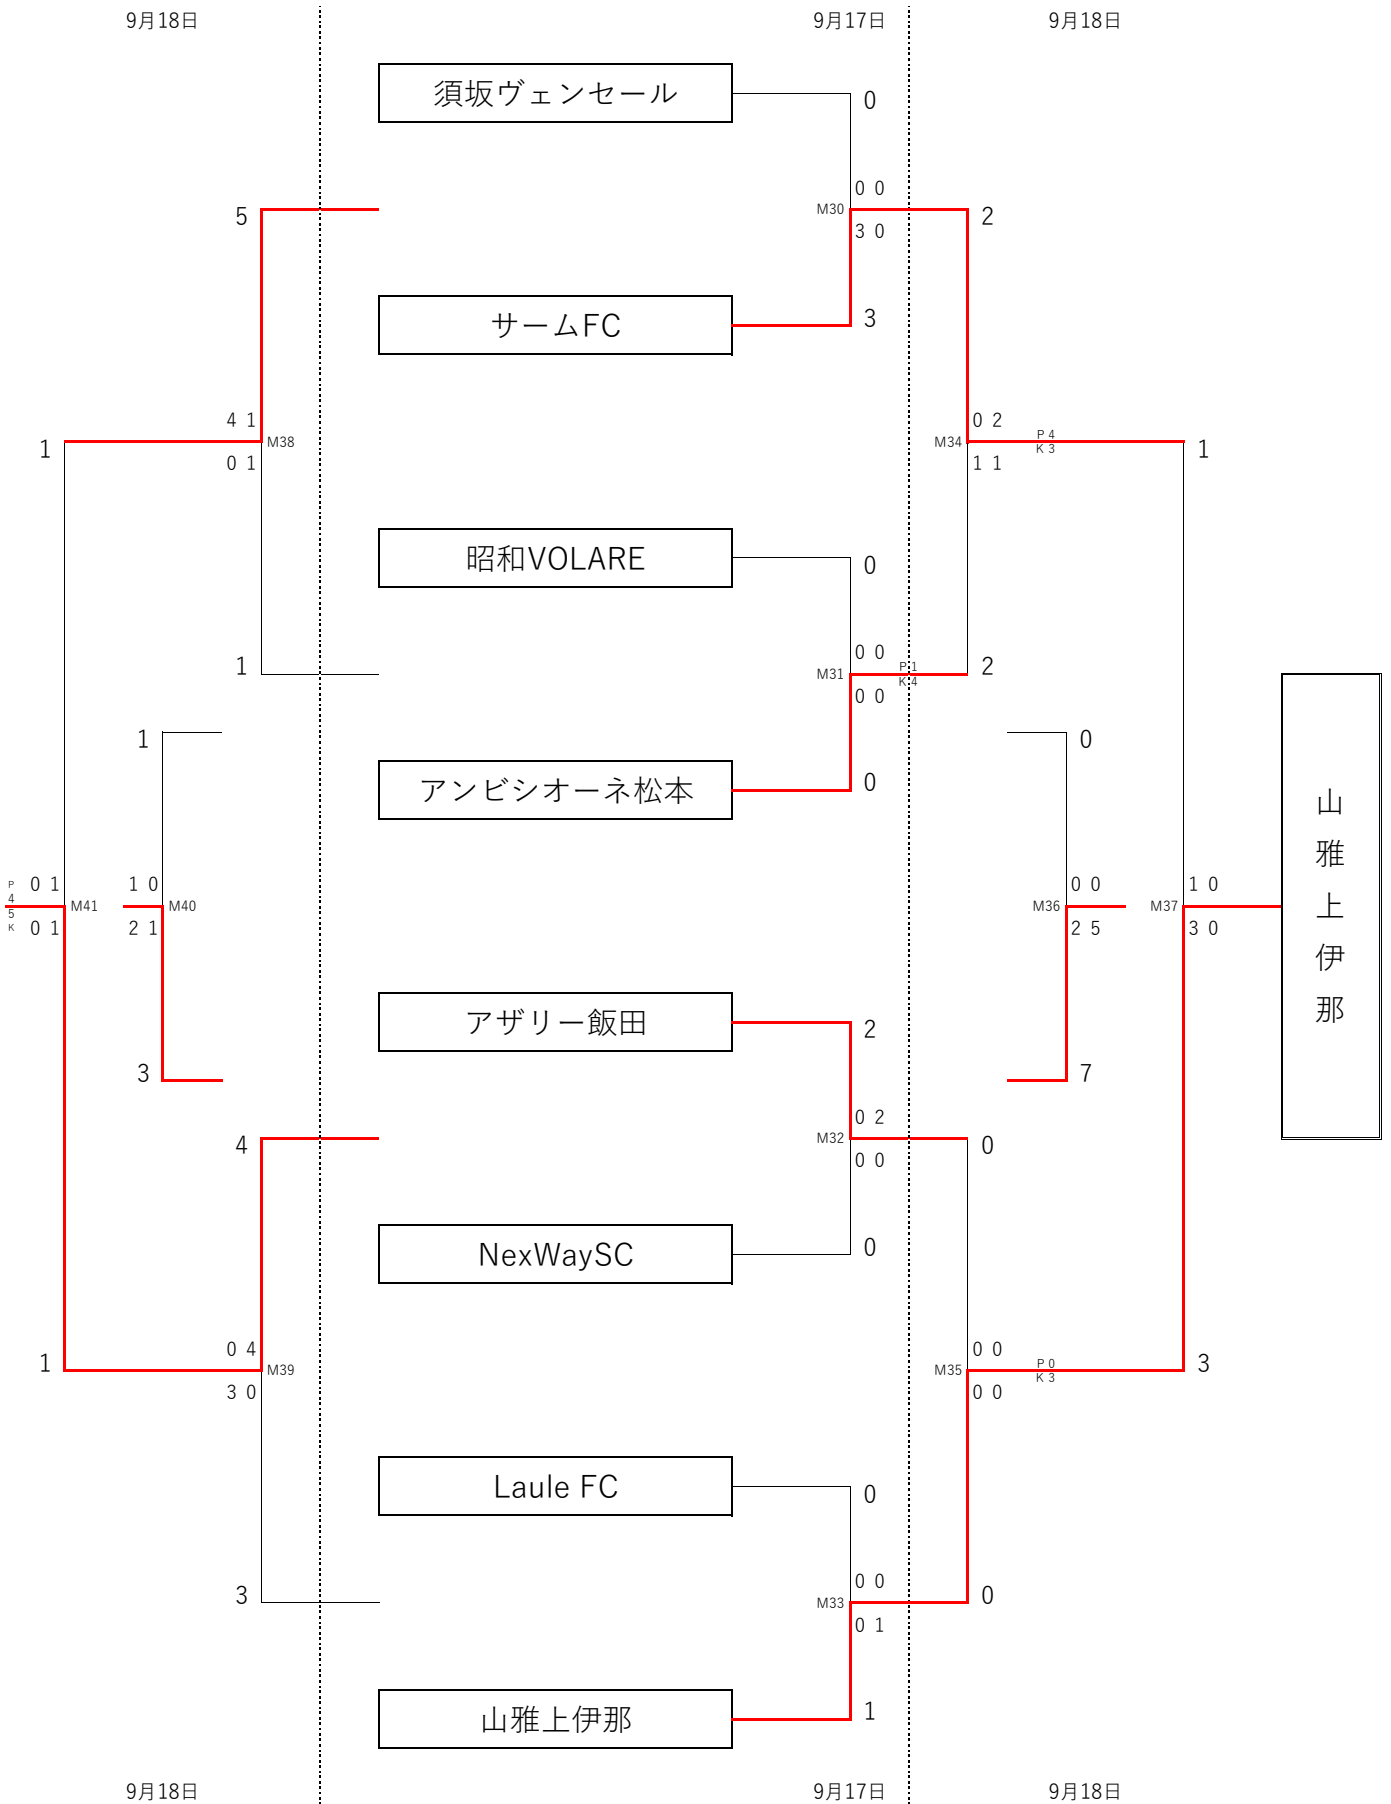 9月18日 9月17日 9月18日
須坂ヴェンセール 0
0 0
5 M30 2
3 0
サームFC 3
4 1 0 2
1 M38 M34 P 4 1
K 3
0 1 1 1
昭和VOLARE 0
0 0
1 M31 P 1 2
K 4
0 0
1 0
アンビシオーネ松本 0
山雅上伊那
P 0 1 1 0 0 0 1 0
4
M41 M40 M36 M37
5
K 0 1 2 1 2 5 3 0
アザリー飯田 2
3 7
0 2
4 M32 0
0 0
NexWaySC 0
0 4 0 0
1 M39 M35 P 0 3
K 3
3 0 0 0
Laule FC 0
0 0
3 M33 0
0 1
山雅上伊那 1
9月18日 9月17日 9月18日